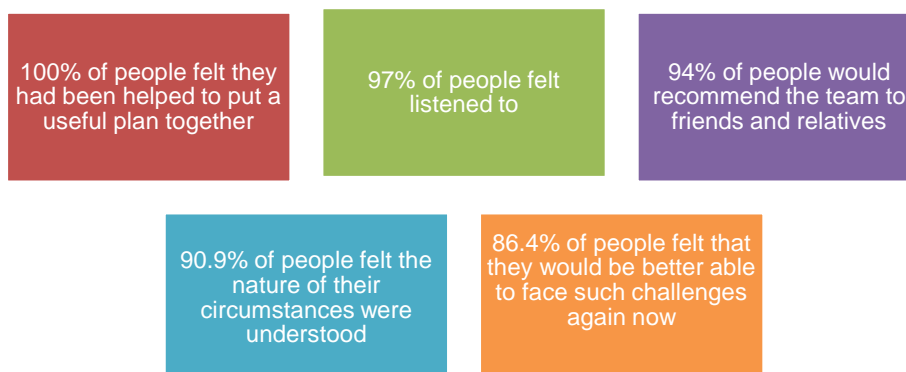 100% of people felt they
had been helped to put a
useful plan together
97% of people felt
listened to
94% of people would
recommend the team to
friends and relatives
90.9% of people felt the
nature of their
circumstances were
understood
86.4% of people felt that
they would be better able
to face such challenges
again now